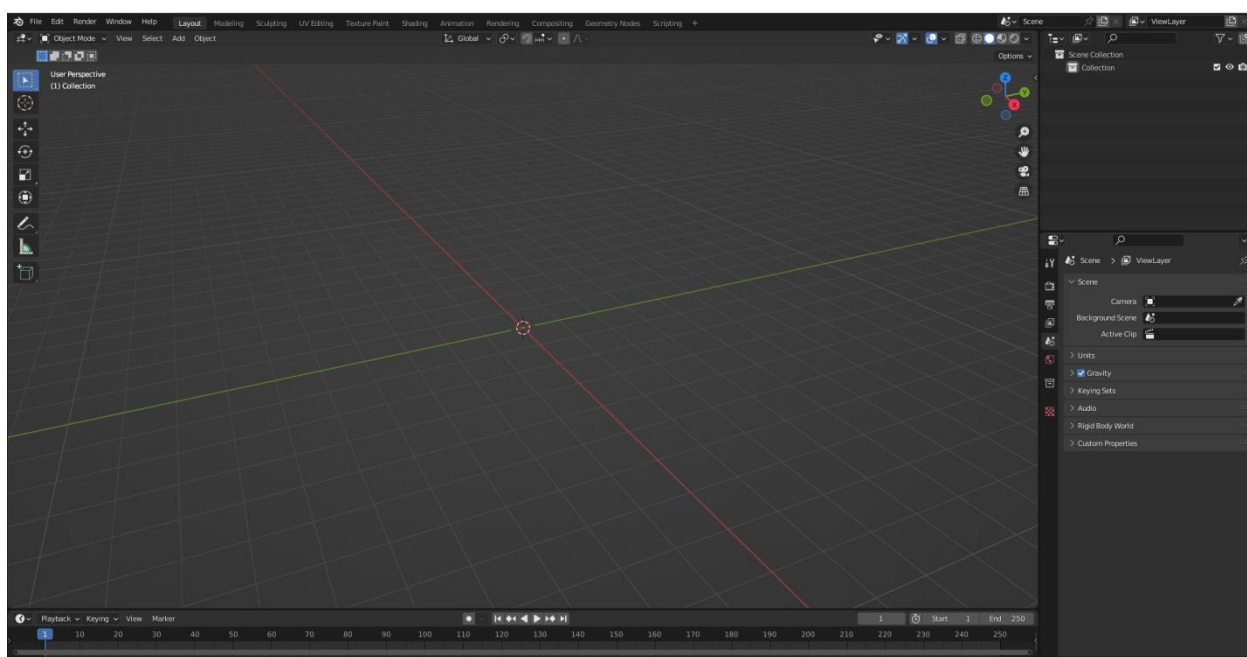 File Edit Render Window Help Layout Modeling Sculpting UV Editing Texture Paint Shading Animation Rendering Compositing Geometry Nodes Scripting + Scene ViewLayer
Object Mode View Select Add Object Global
Options
User Perspective
(1) Collection
Z
Y
X
Scene Collection
Collection
Scene > ViewLayer
Scene
Camera
Background Scene
Active Clip
Units
Gravity
Keying Sets
Audio
Rigid Body World
Custom Properties
Playback Keying View Marker 1 Start 1 End 250
1 10 20 30 40 50 60 70 80 90 100 110 120 130 140 150 160 170 180 190 200 210 220 230 240 250